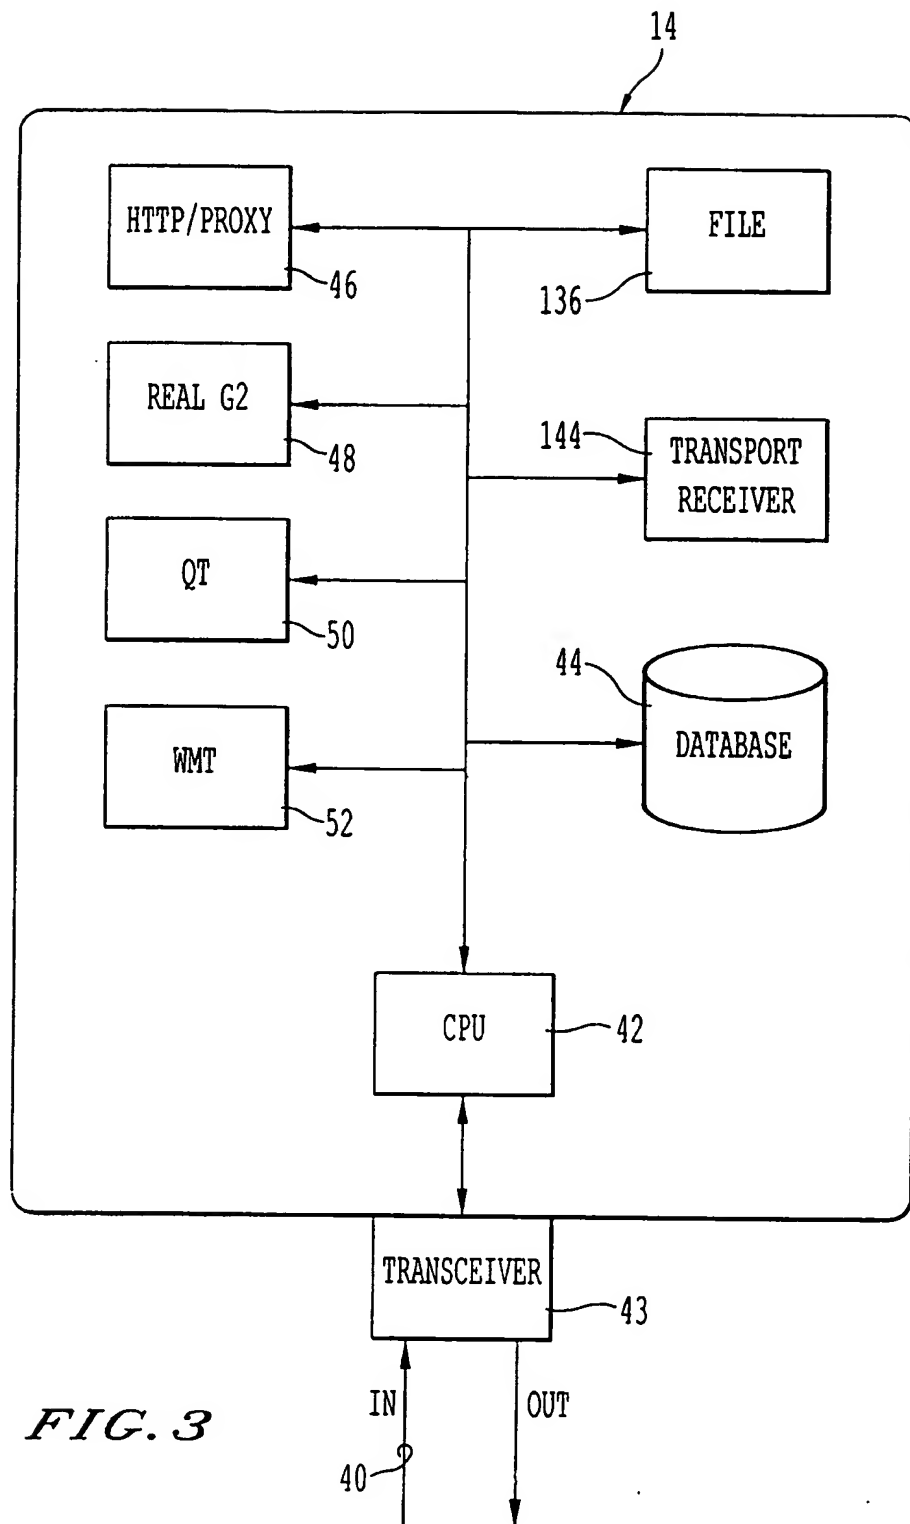 14
HTTP/PROXY
46
FILE
136
REAL G2
48
144
TRANSPORT
RECEIVER
QT
50
44
DATABASE
WMT
52
CPU
42
TRANSCEIVER
43
IN
OUT
40
FIG. 3